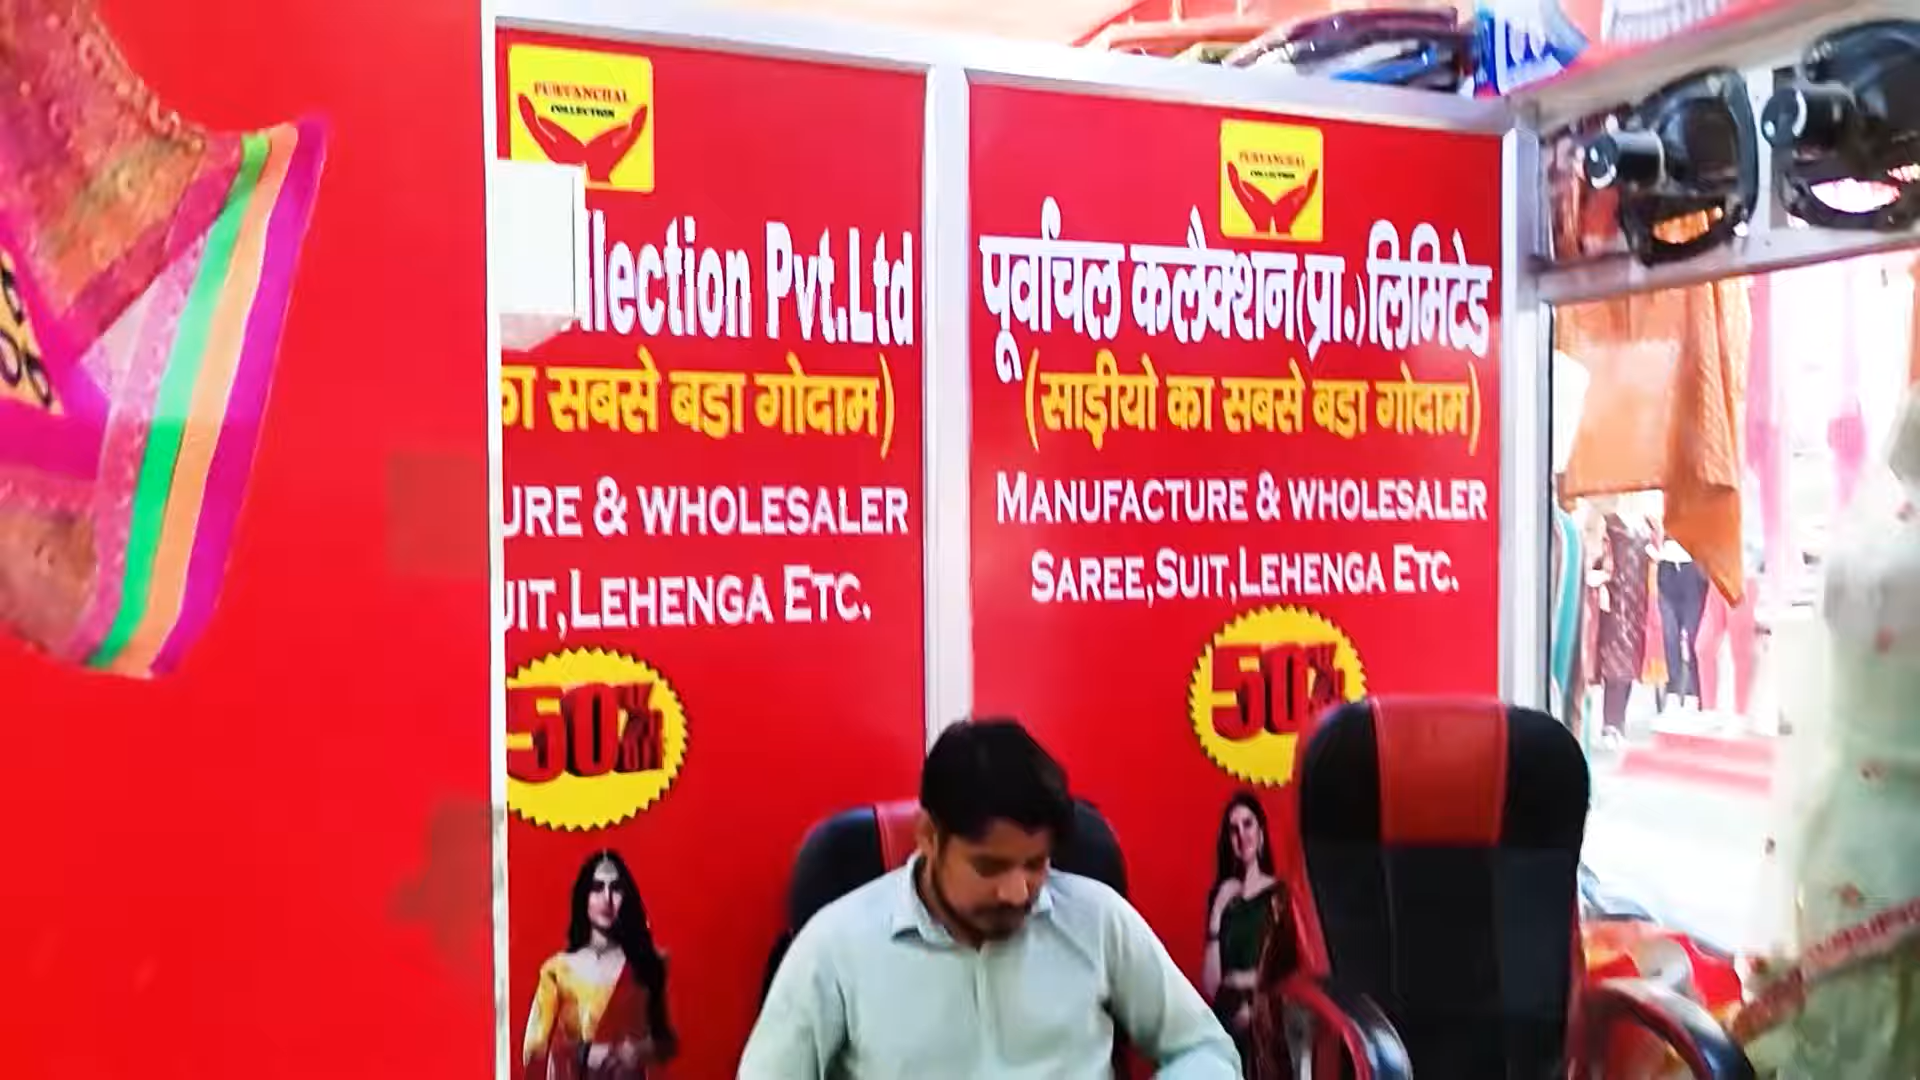 PURVANCHAL
COLLECTION
llection Pvt.Ltd
का सबसे बडा गोदाम)
URE & WHOLESALER
UIT,LEHENGA ETC.
50%
PURVANCHAL
COLLECTION
पूर्वांचल कलैक्शन(प्रा०)लिमिटेड
(साड़ीयो का सबसे बडा गोदाम)
MANUFACTURE & WHOLESALER
SAREE,SUIT,LEHENGA ETC.
50%